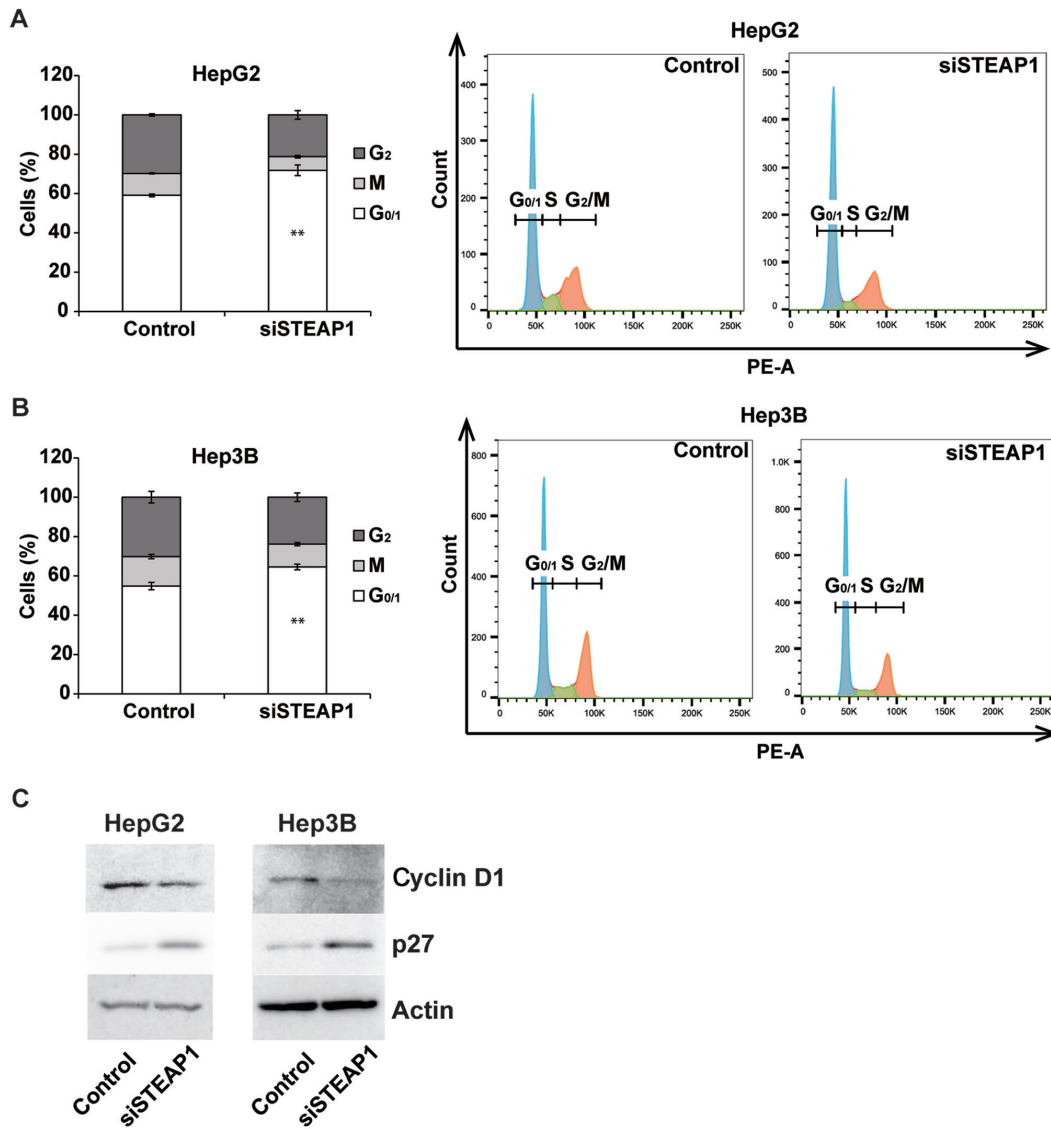 A
HepG2
Cells (%)
120
100
80
60
40
20
0
Control
siSTEAP1
G2
M
G0/1
HepG2
Control
Count
400
300
200
100
0
G0/1 S G2/M
0 50K 100K 150K 200K 250K
siSTEAP1
500
400
300
200
100
0
G0/1 S G2/M
0 50K 100K 150K 200K 250K
PE-A
**
B
Hep3B
Cells (%)
120
100
80
60
40
20
0
Control
siSTEAP1
G2
M
G0/1
**
Hep3B
Control
Count
800
600
400
200
0
G0/1 S G2/M
0 50K 100K 150K 200K 250K
siSTEAP1
1.0K
800
600
400
200
0
G0/1 S G2/M
0 50K 100K 150K 200K 250K
PE-A
C
HepG2
Hep3B
Cyclin D1
p27
Actin
Control
siSTEAP1
Control
siSTEAP1